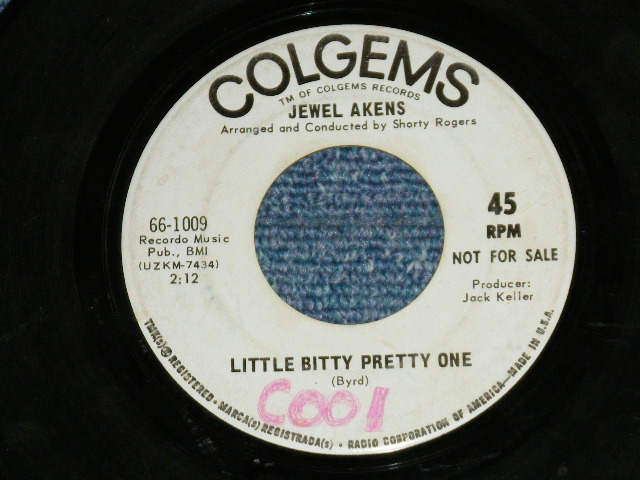 COLGEMS
TM OF COLGEMS RECORDS
JEWEL AKENS
Arranged and Conducted by Shorty Rogers
66-1009
Recordo Music
Pub., BMI
(UZKM-7434)
2:12
45
RPM
NOT FOR SALE
Producer:
Jack Keller
LITTLE BITTY PRETTY ONE
(Byrd)
COOl
TMK(s) ® REGISTERED • MARCA(s) REGISTRADA(s) • RADIO CORPORATION OF AMERICA—MADE IN U.S.A.